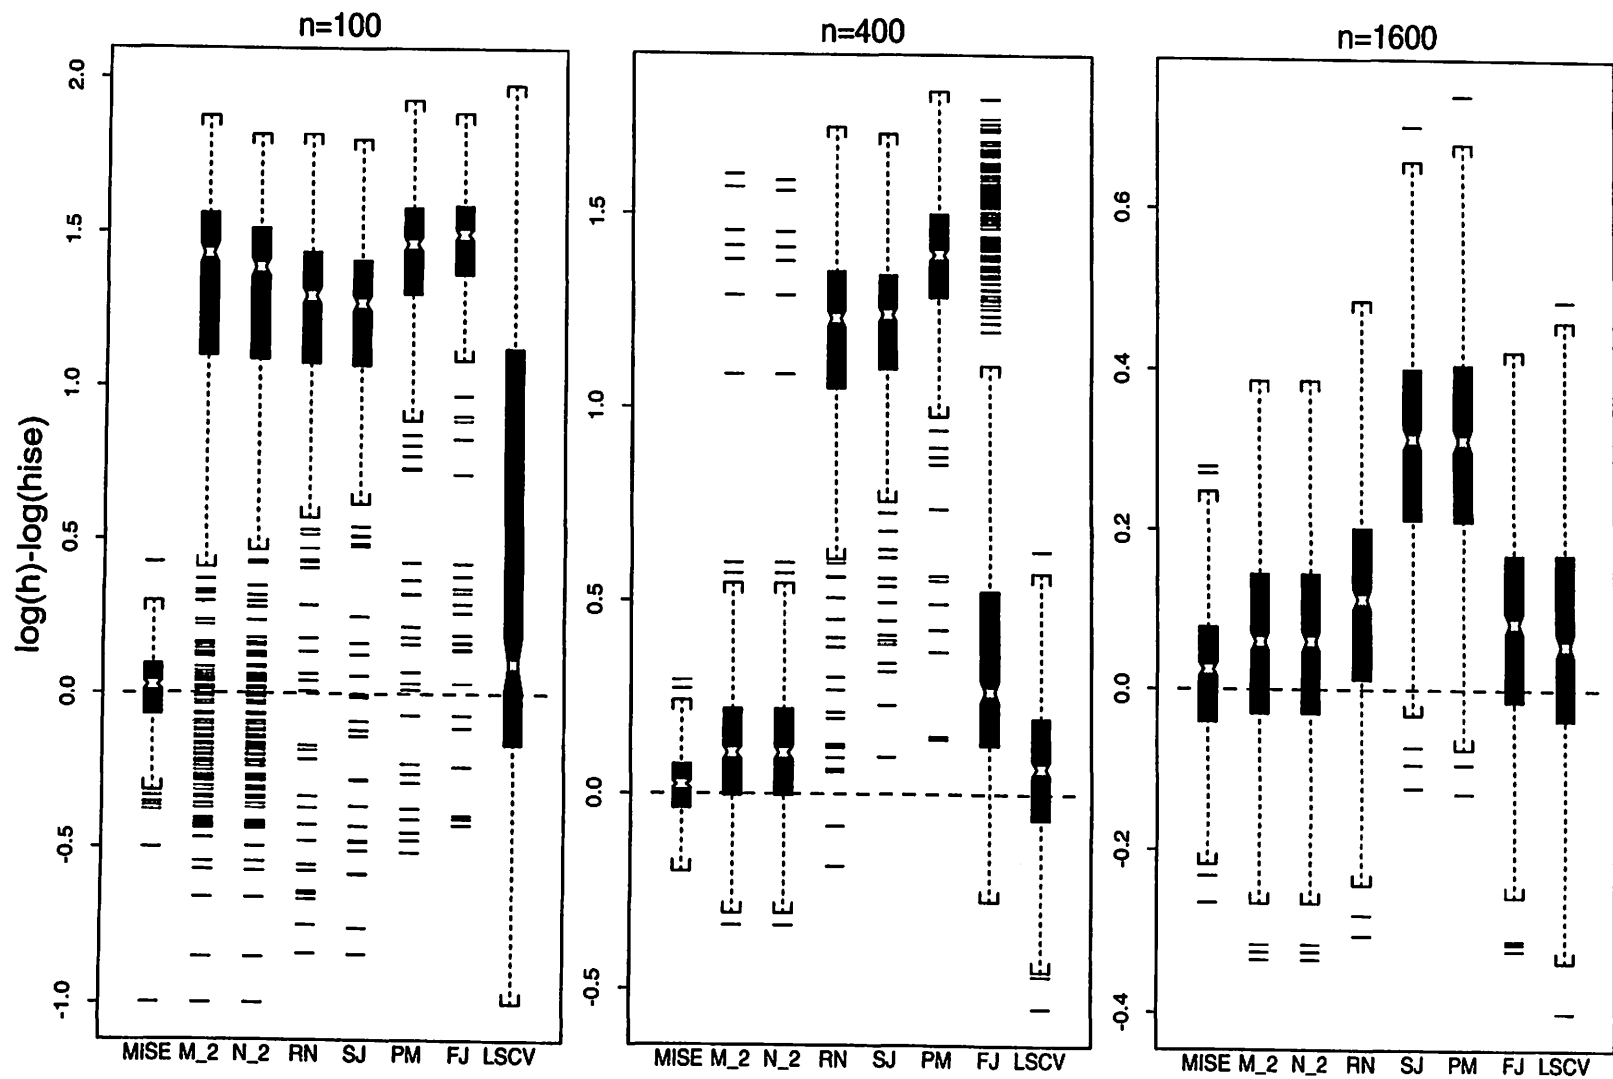 n=100
n=400
n=1600
log(h)-log(hise)
2.0
1.5
1.0
0.5
0.0
-0.5
-1.0
MISE M_2 N_2 RN SJ PM FJ LSCV
1.5
1.0
0.5
0.0
-0.5
MISE M_2 N_2 RN SJ PM FJ LSCV
0.6
0.4
0.2
0.0
-0.2
-0.4
MISE M_2 N_2 RN SJ PM FJ LSCV